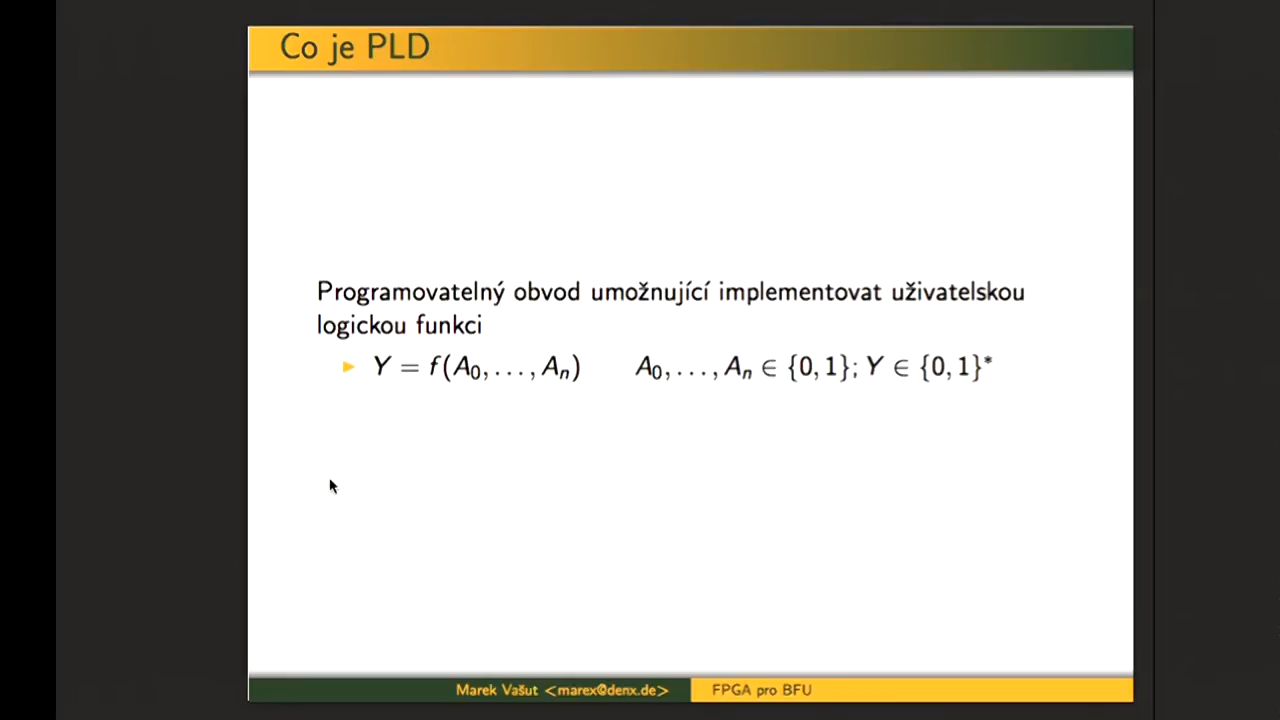 Co je PLD
Programovatelný obvod umožnující implementovat uživatelskou
logickou funkci
► Y = f(A₀, . . . , Aₙ) A₀, . . . , Aₙ ∈ {0, 1}; Y ∈ {0, 1}*
Marek Vašut <marex@denx.de> FPGA pro BFU